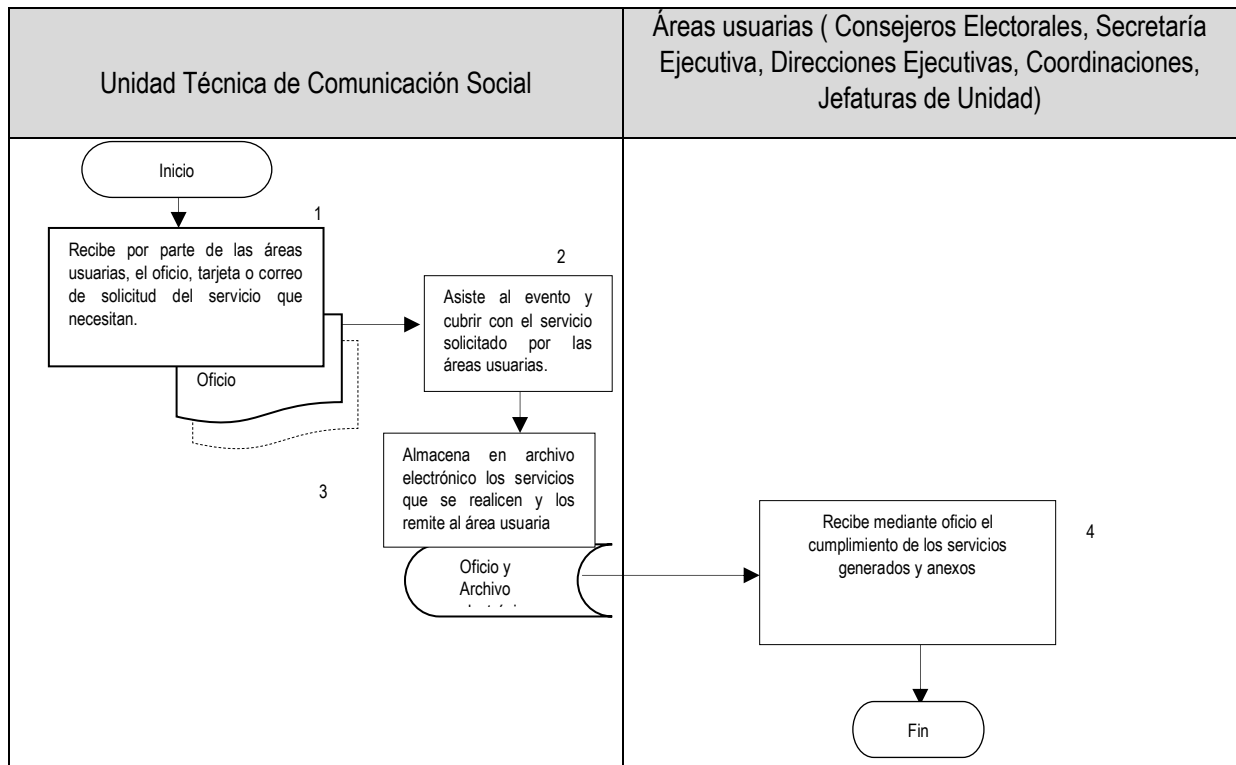 Unidad Técnica de Comunicación Social
Áreas usuarias ( Consejeros Electorales, Secretaría
Ejecutiva, Direcciones Ejecutivas, Coordinaciones,
Jefaturas de Unidad)
Inicio
1
Recibe por parte de las áreas
usuarias, el oficio, tarjeta o correo
de solicitud del servicio que
necesitan.
Oficio
2
Asiste al evento y
cubrir con el servicio
solicitado por las
áreas usuarias.
3
Almacena en archivo
electrónico los servicios
que se realicen y los
remite al área usuaria
Oficio y
Archivo
4
Recibe mediante oficio el
cumplimiento de los servicios
generados y anexos
Fin